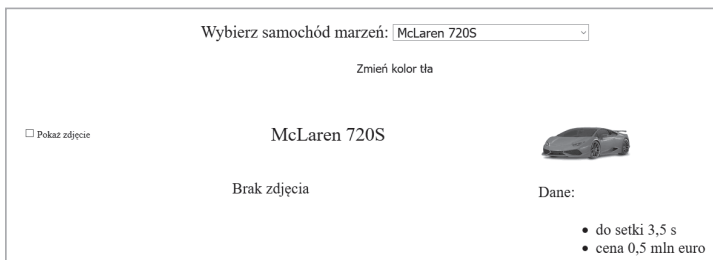 Wybierz samochód marzeń: McLaren 720S
Zmień kolor tła
Pokaż zdjęcie
McLaren 720S
Brak zdjęcia
Dane:
do setki 3,5 s
cena 0,5 mln euro